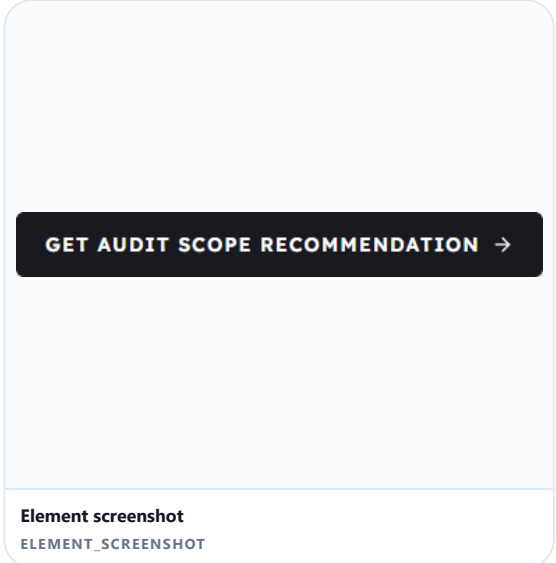 GET AUDIT SCOPE RECOMMENDATION →
Element screenshot
ELEMENT_SCREENSHOT